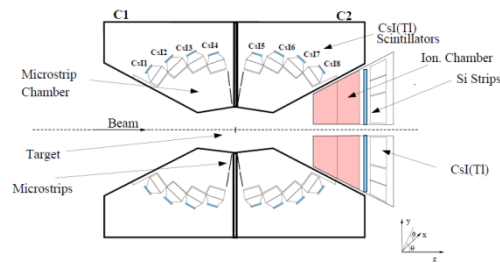 C1
C2
CsI1
CsI2
CsI3
CsI4
CsI5
CsI6
CsI7
CsI8
CsI(Tl)
Scintillators
Ion. Chamber
Si Strips
Microstrip
Chamber
Beam
Target
Microstrips
CsI(Tl)
y
x
z
θ